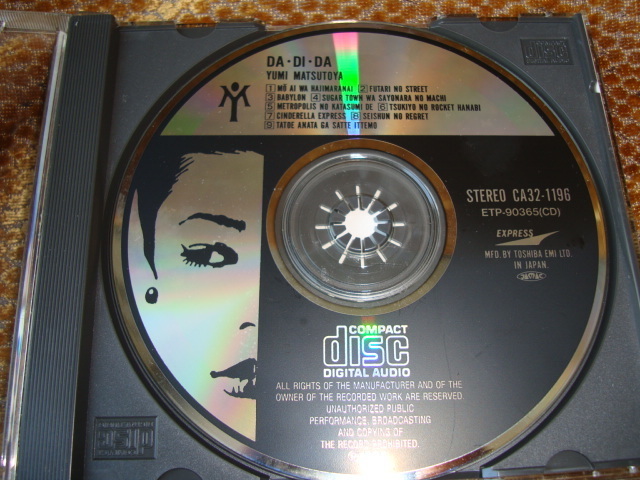 DA・DI・DA
YUMI MATSUTOYA
1 MŌ AI WA HAJIMARANAI 2 FUTARI NO STREET
3 BABYLON 4 SUGAR TOWN WA SAYONARA NO MACHI
5 METROPOLIS NO KATASUMI DE 6 TSUKIYO NO ROCKET HANABI
7 CINDERELLA EXPRESS 8 SEISHUN NO REGRET
9 TATOE ANATA GA SATTE ITTEMO
STEREO CA32-1196
ETP-90365(CD)
EXPRESS
MFD. BY TOSHIBA EMI LTD.
IN JAPAN.
COMPACT
disc
DIGITAL AUDIO
ALL RIGHTS OF THE MANUFACTURER AND OF THE
OWNER OF THE RECORDED WORK ARE RESERVED.
UNAUTHORIZED PUBLIC
PERFORMANCE, BROADCASTING
AND COPYING OF
THE RECORD PROHIBITED.